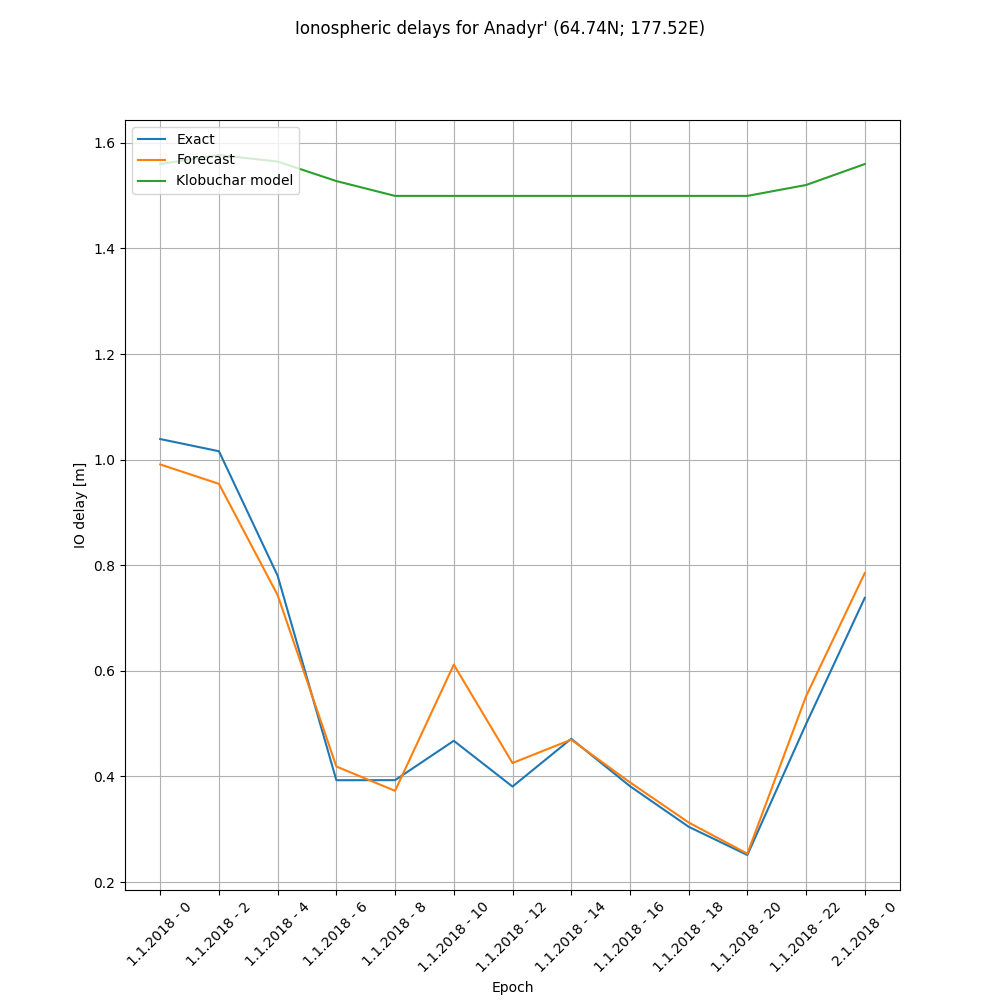 Ionospheric delays for Anadyr' (64.74N; 177.52E)
Exact
Forecast
Klobuchar model
1.6
1.4
1.2
1.0
0.8
0.6
0.4
0.2
IO delay [m]
1.1.2018 - 0
1.1.2018 - 2
1.1.2018 - 4
1.1.2018 - 6
1.1.2018 - 8
1.1.2018 - 10
1.1.2018 - 12
1.1.2018 - 14
1.1.2018 - 16
1.1.2018 - 18
1.1.2018 - 20
1.1.2018 - 22
2.1.2018 - 0
Epoch